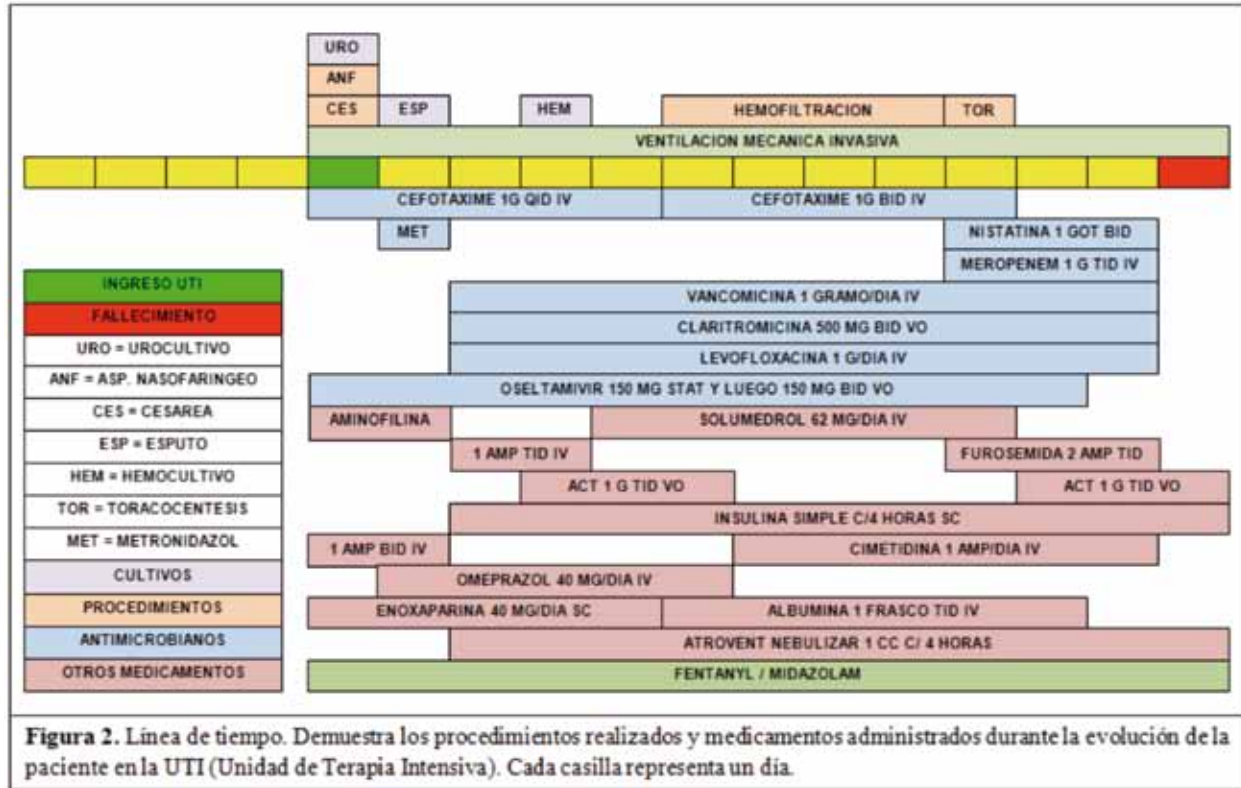 URO
ANF
CES ESP HEM HEMOFILTRACION TOR
VENTILACION MECANICA INVASIVA
CEFOTAXIME 1G QID IV CEFOTAXIME 1G BID IV
MET NISTATINA 1 GOT BID
MEROPENEM 1 G TID IV
INGRESO UTI
FALLECIMIENTO
URO = UROCULTIVO
ANF = ASP. NASOFARINGEO
CES = CESAREA
ESP = ESPUTO
HEM = HEMOCULTIVO
TOR = TORACOCENTESIS
MET = METRONIDAZOL
CULTIVOS
PROCEDIMIENTOS
ANTIMICROBIANOS
OTROS MEDICAMENTOS
VANCOMICINA 1 GRAMO/DIA IV
CLARITROMICINA 500 MG BID VO
LEVOFLOXACINA 1 G/DIA IV
OSELTAMIVIR 150 MG STAT Y LUEGO 150 MG BID VO
AMINOFILINA SOLUMEDROL 62 MG/DIA IV
1 AMP TID IV FUROSEMIDA 2 AMP TID
ACT 1 G TID VO ACT 1 G TID VO
INSULINA SIMPLE C/4 HORAS SC
1 AMP BID IV CIMETIDINA 1 AMP/DIA IV
OMEPRAZOL 40 MG/DIA IV
ENOXAPARINA 40 MG/DIA SC ALBUMINA 1 FRASCO TID IV
ATROVENT NEBULIZAR 1 CC C/ 4 HORAS
FENTANYL / MIDAZOLAM
Figura 2. Línea de tiempo. Demuestra los procedimientos realizados y medicamentos administrados durante la evolución de la
paciente en la UTI (Unidad de Terapia Intensiva). Cada casilla representa un día.